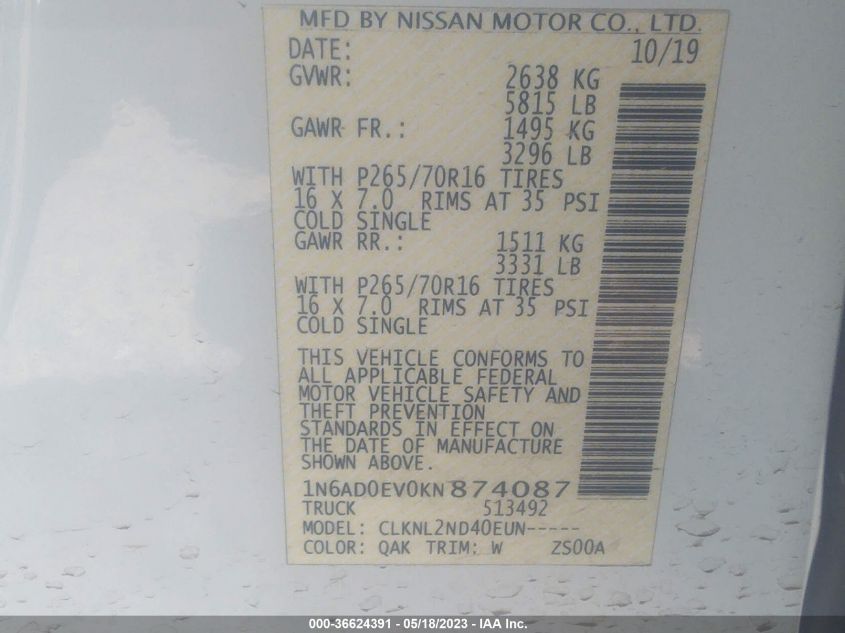 MFD BY NISSAN MOTOR CO., LTD.
DATE: 10/19
GVWR: 2638 KG
5815 LB
GAWR FR.: 1495 KG
3296 LB
WITH P265/70R16 TIRES
16 X 7.0 RIMS AT 35 PSI
COLD SINGLE
GAWR RR.: 1511 KG
3331 LB
WITH P265/70R16 TIRES
16 X 7.0 RIMS AT 35 PSI
COLD SINGLE
THIS VEHICLE CONFORMS TO
ALL APPLICABLE FEDERAL
MOTOR VEHICLE SAFETY AND
THEFT PREVENTION
STANDARDS IN EFFECT ON
THE DATE OF MANUFACTURE
SHOWN ABOVE.
1N6AD0EV0KN874087
TRUCK 513492
MODEL: CLKNL2ND40EUN-----
COLOR: QAK TRIM: W ZS00A
000-36624391 - 05/18/2023 - IAA Inc.